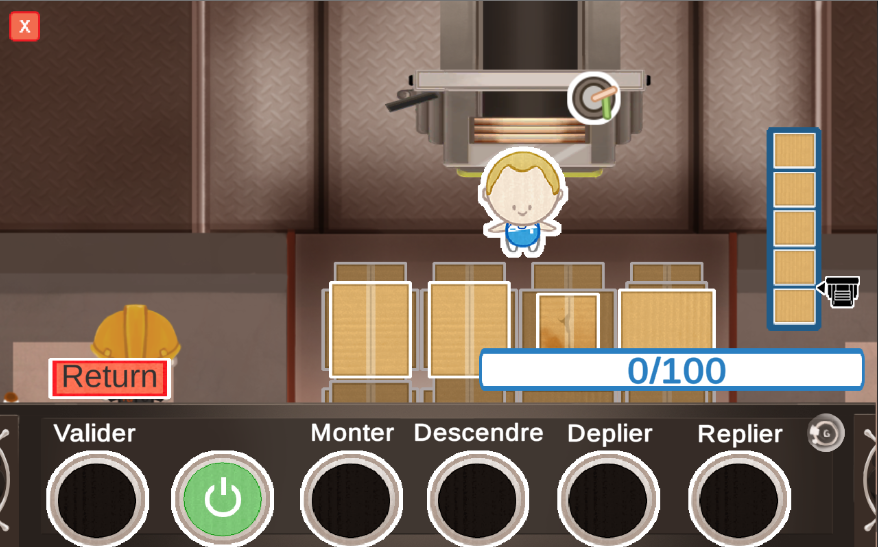 X
Return
0/100
Valider
Monter
Descendre
Deplier
Replier
G